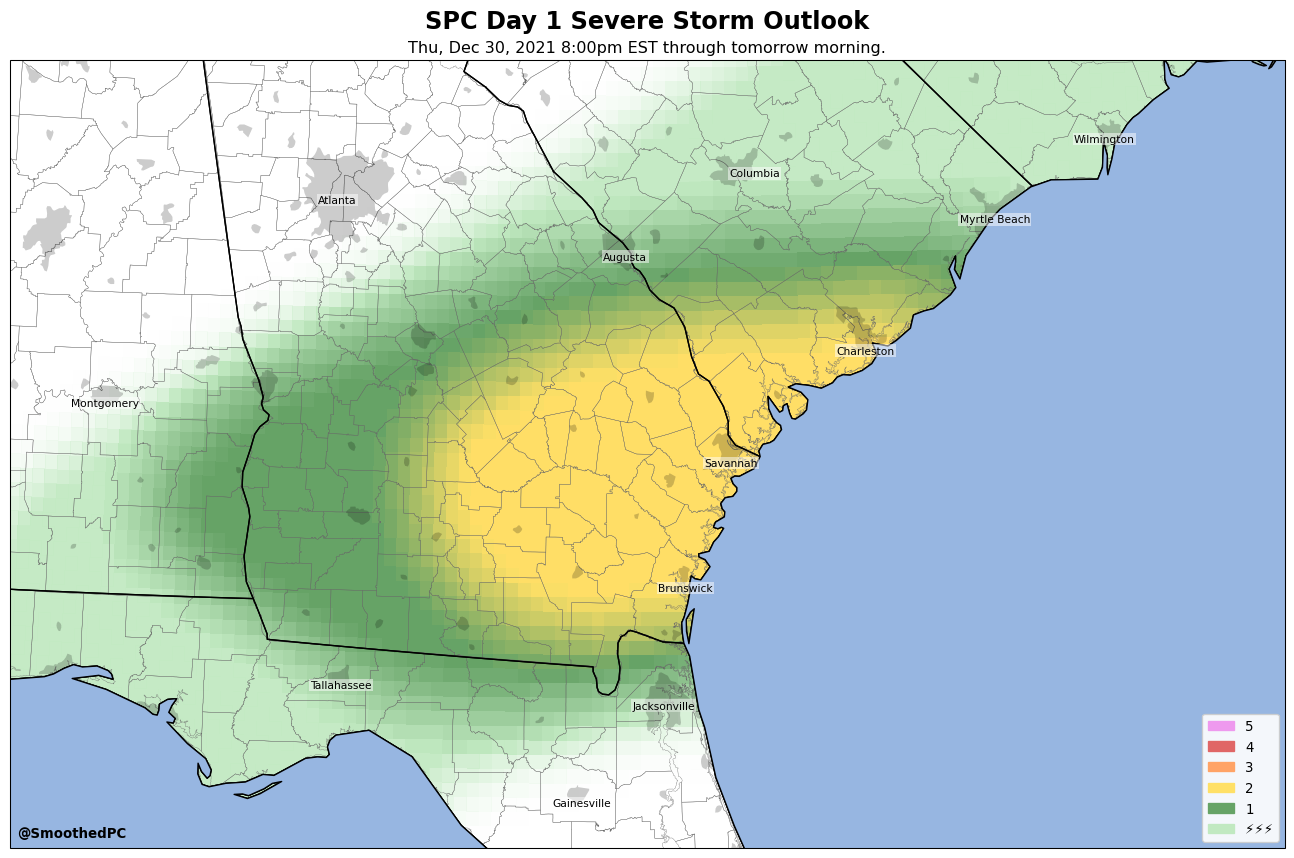 SPC Day 1 Severe Storm Outlook
Thu, Dec 30, 2021 8:00pm EST through tomorrow morning.
Wilmington
Columbia
Atlanta
Myrtle Beach
Augusta
Charleston
Montgomery
Savannah
Brunswick
Tallahassee
Jacksonville
Gainesville
5
4
3
2
1
⚡⚡⚡
@SmoothedPC